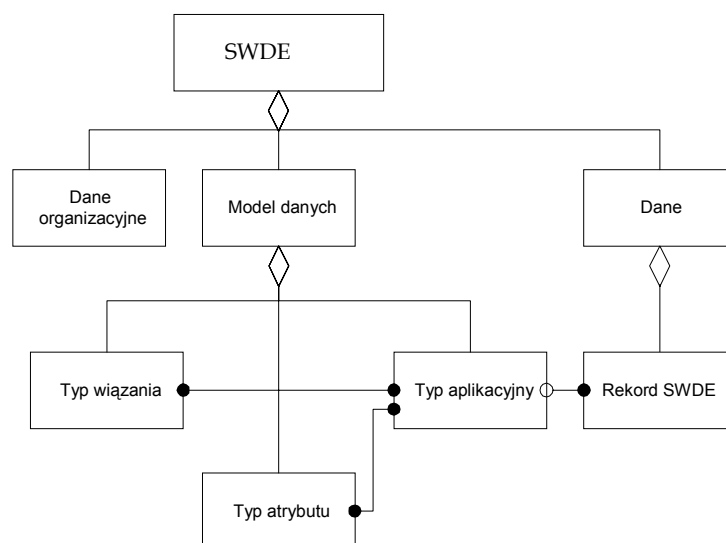 SWDE
Dane
organizacyjne
Model danych
Dane
Typ wiązania
Typ aplikacyjny
Rekord SWDE
Typ atrybutu